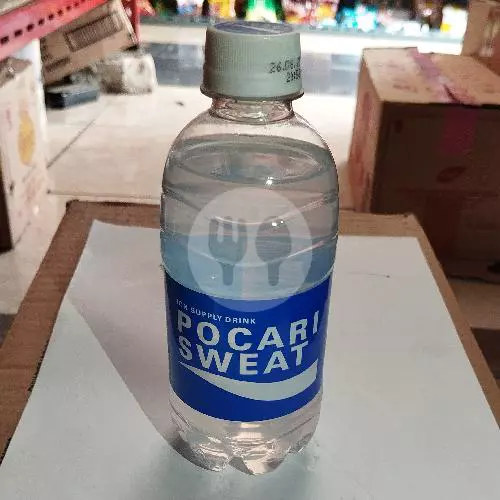 ION SUPPLY DRINK
POCARI
SWEAT